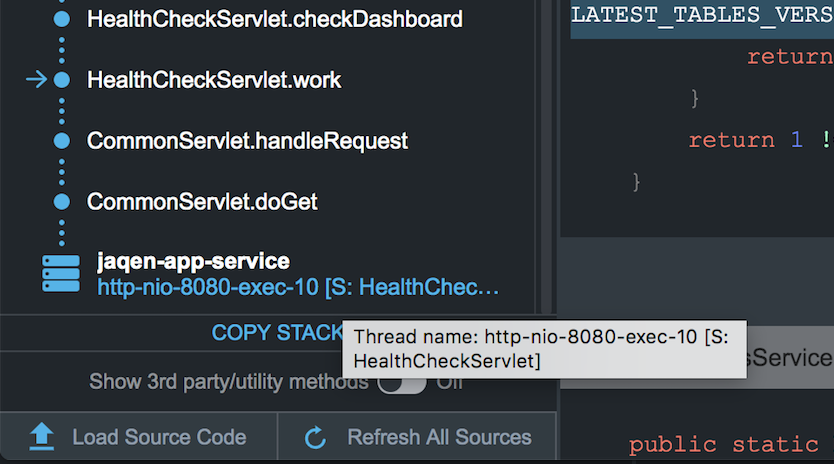 HealthCheckServlet.checkDashboard
HealthCheckServlet.work
CommonServlet.handleRequest
CommonServlet.doGet
jaqen-app-service
http-nio-8080-exec-10 [S: HealthChec...
COPY STACK
Thread name: http-nio-8080-exec-10 [S:
HealthCheckServlet]
Show 3rd party/utility methods Off
Load Source Code
Refresh All Sources
LATEST_TABLES_VERS
return
}
return 1 !
}
sService
public static